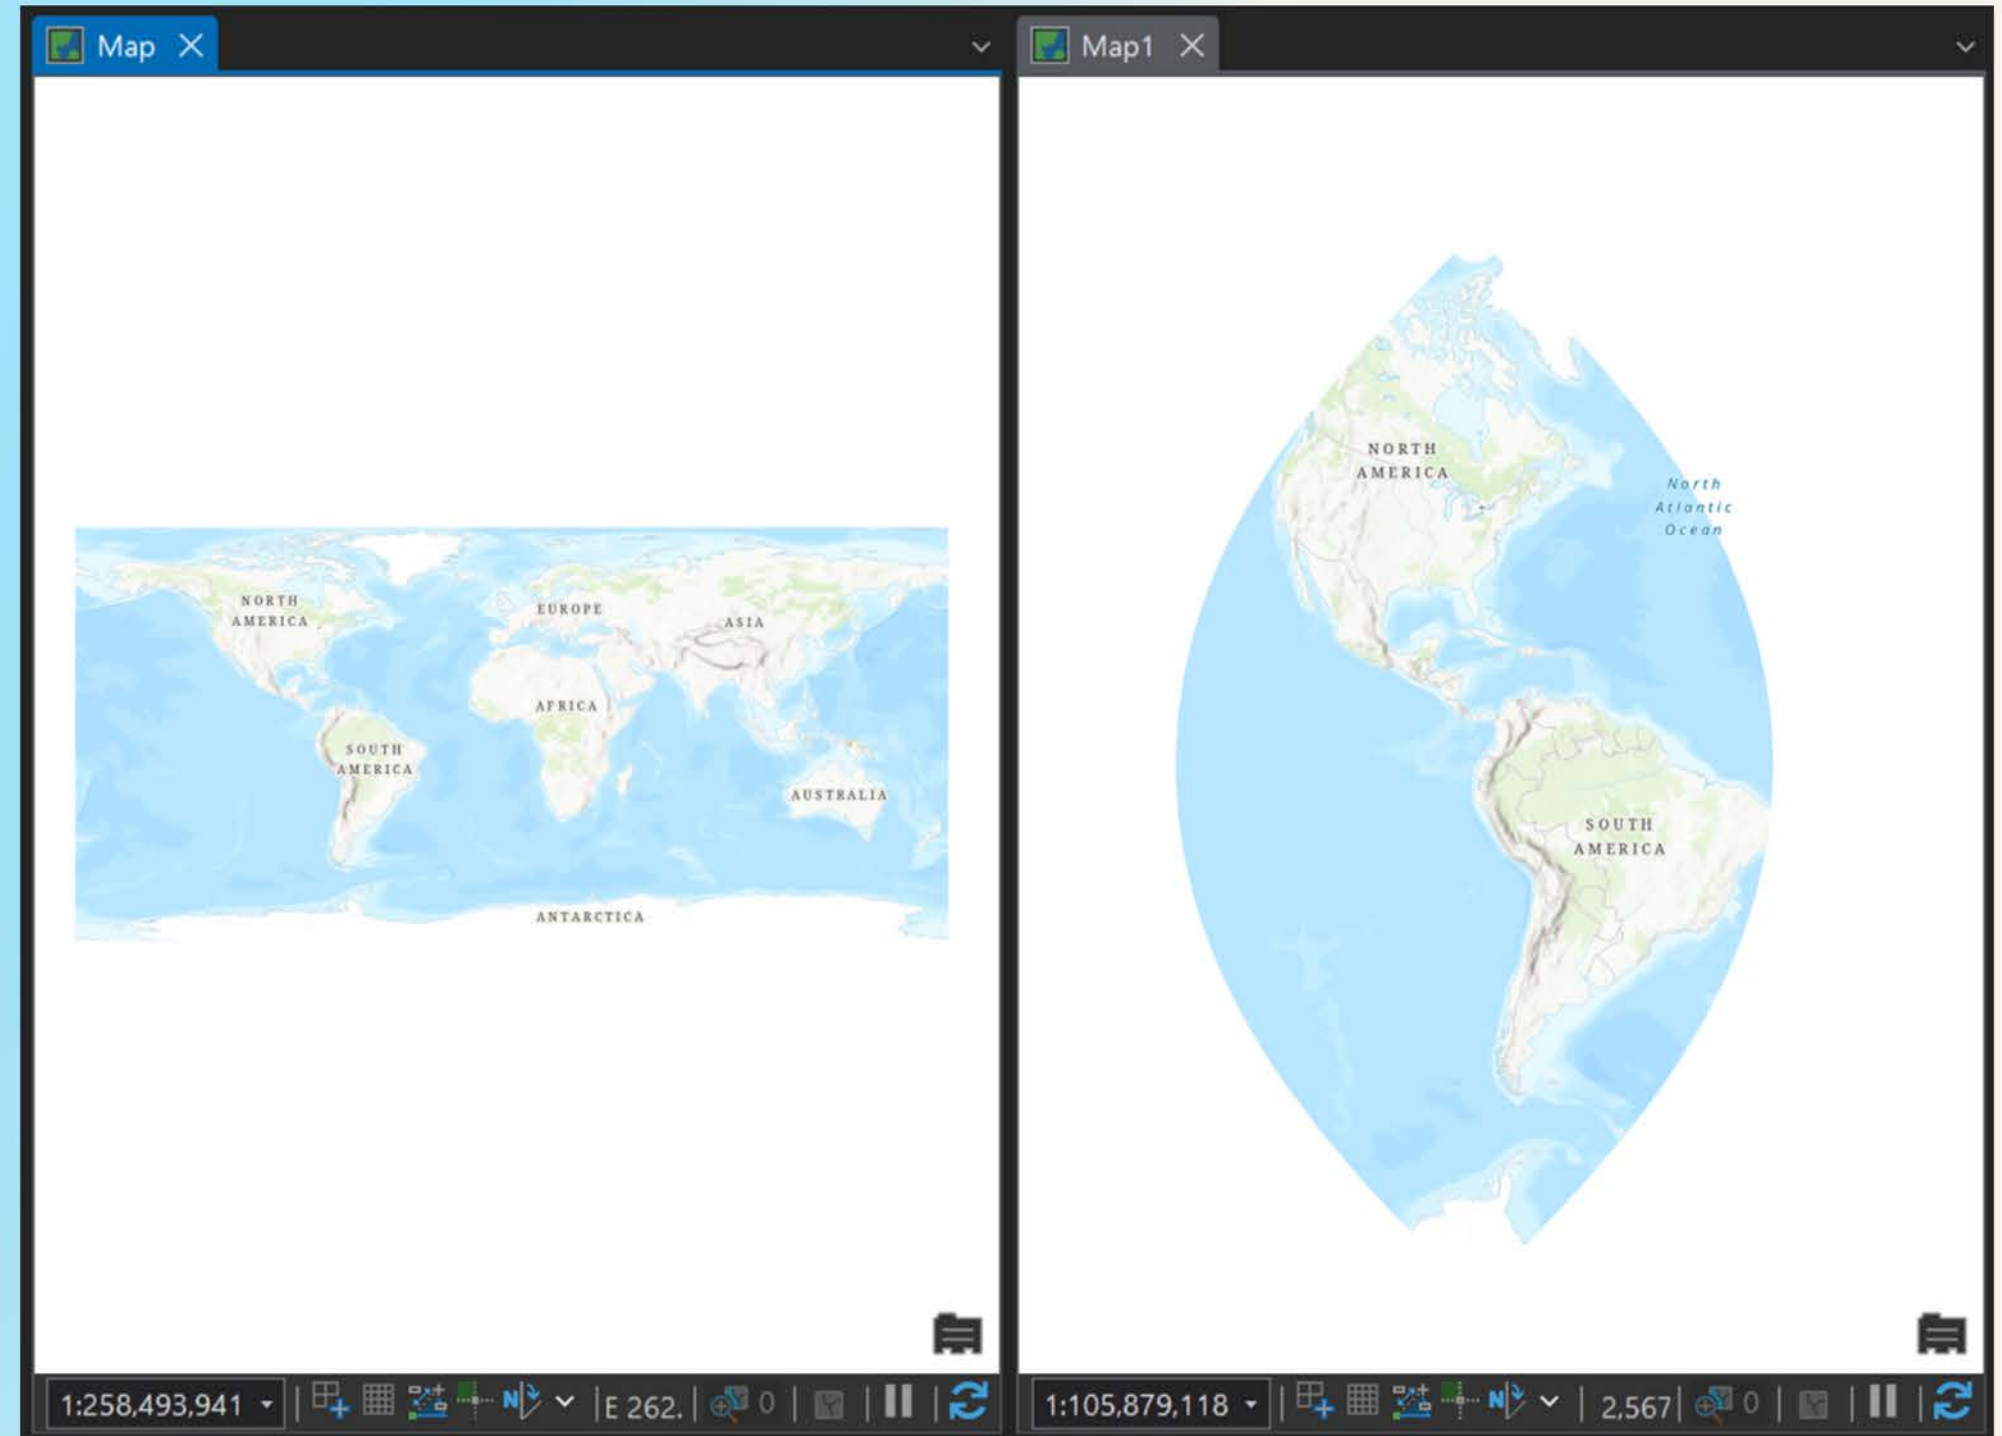 Map
Map1
NORTH
AMERICA
EUROPE
ASIA
AFRICA
SOUTH
AMERICA
AUSTRALIA
ANTARCTICA
1:258,493,941
E 262.
0
NORTH
AMERICA
North
Atlantic
Ocean
SOUTH
AMERICA
1:105,879,118
2,567
0